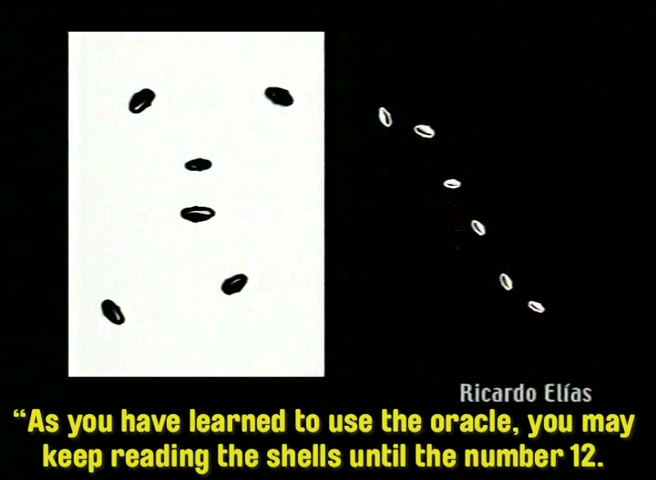 Ricardo Elías
“As you have learned to use the oracle, you may
keep reading the shells until the number 12.